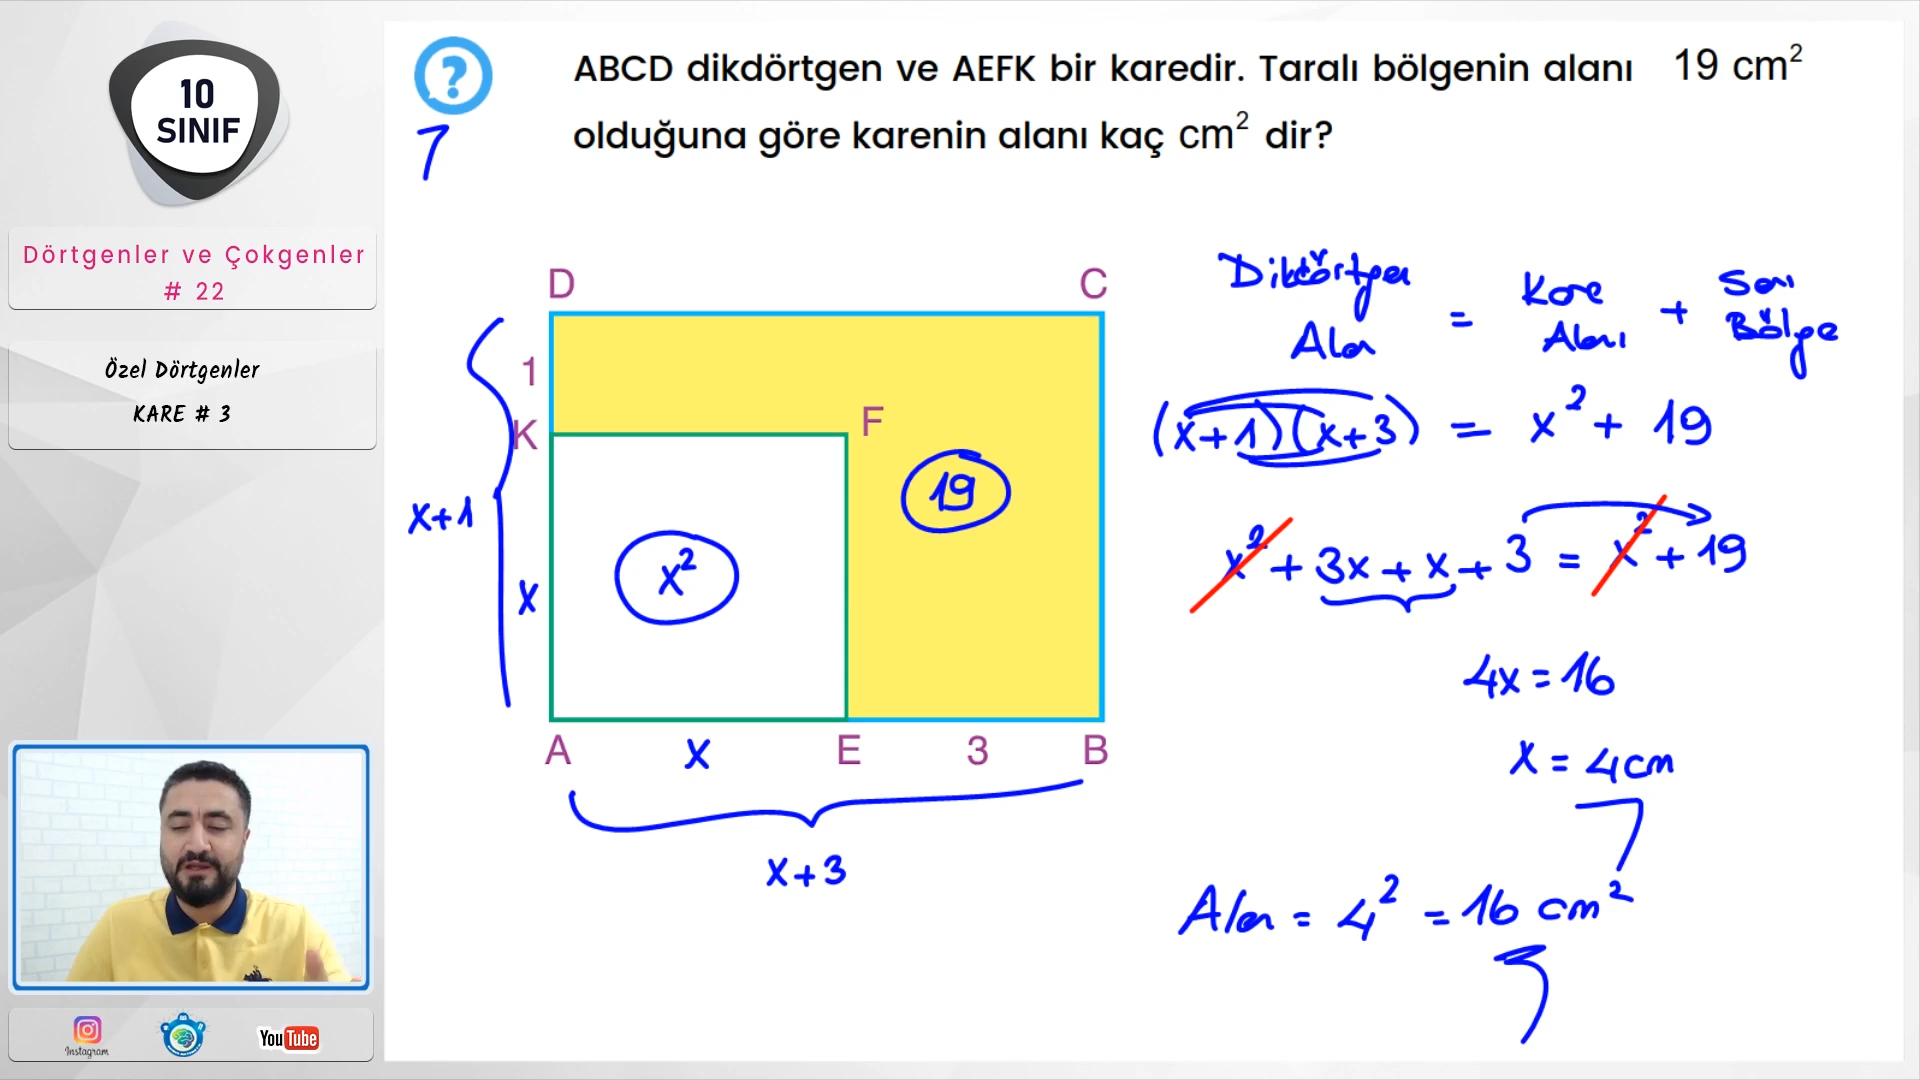 10
SINIF
Dörtgenler ve Çokgenler
# 22
Özel Dörtgenler
KARE # 3
Instagram
YouTube
?
7
ABCD dikdörtgen ve AEFK bir karedir. Taralı bölgenin alanı 19 cm²
olduğuna göre karenin alanı kaç cm² dir?
D C
1
K F
19
x+1
x²
x
A x E 3 B
x+3
Dikdörtgen Alan = Kare Alanı + Sarı Bölge
(x+1)(x+3) = x² + 19
x² + 3x + x + 3 = x² + 19
4x = 16
x = 4cm
Alan = 4² = 16 cm²